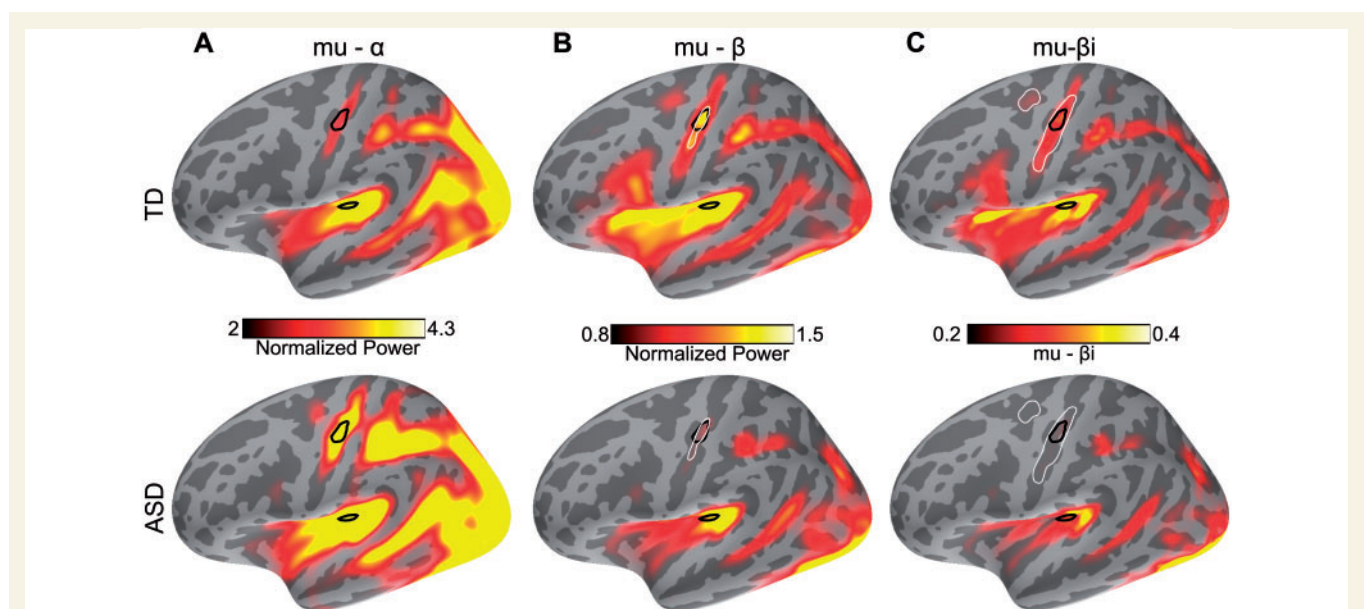 A mu - α
B mu - β
C mu-βi
TD
2 4.3
Normalized Power
0.8 1.5
Normalized Power
0.2 0.4
mu - βi
ASD